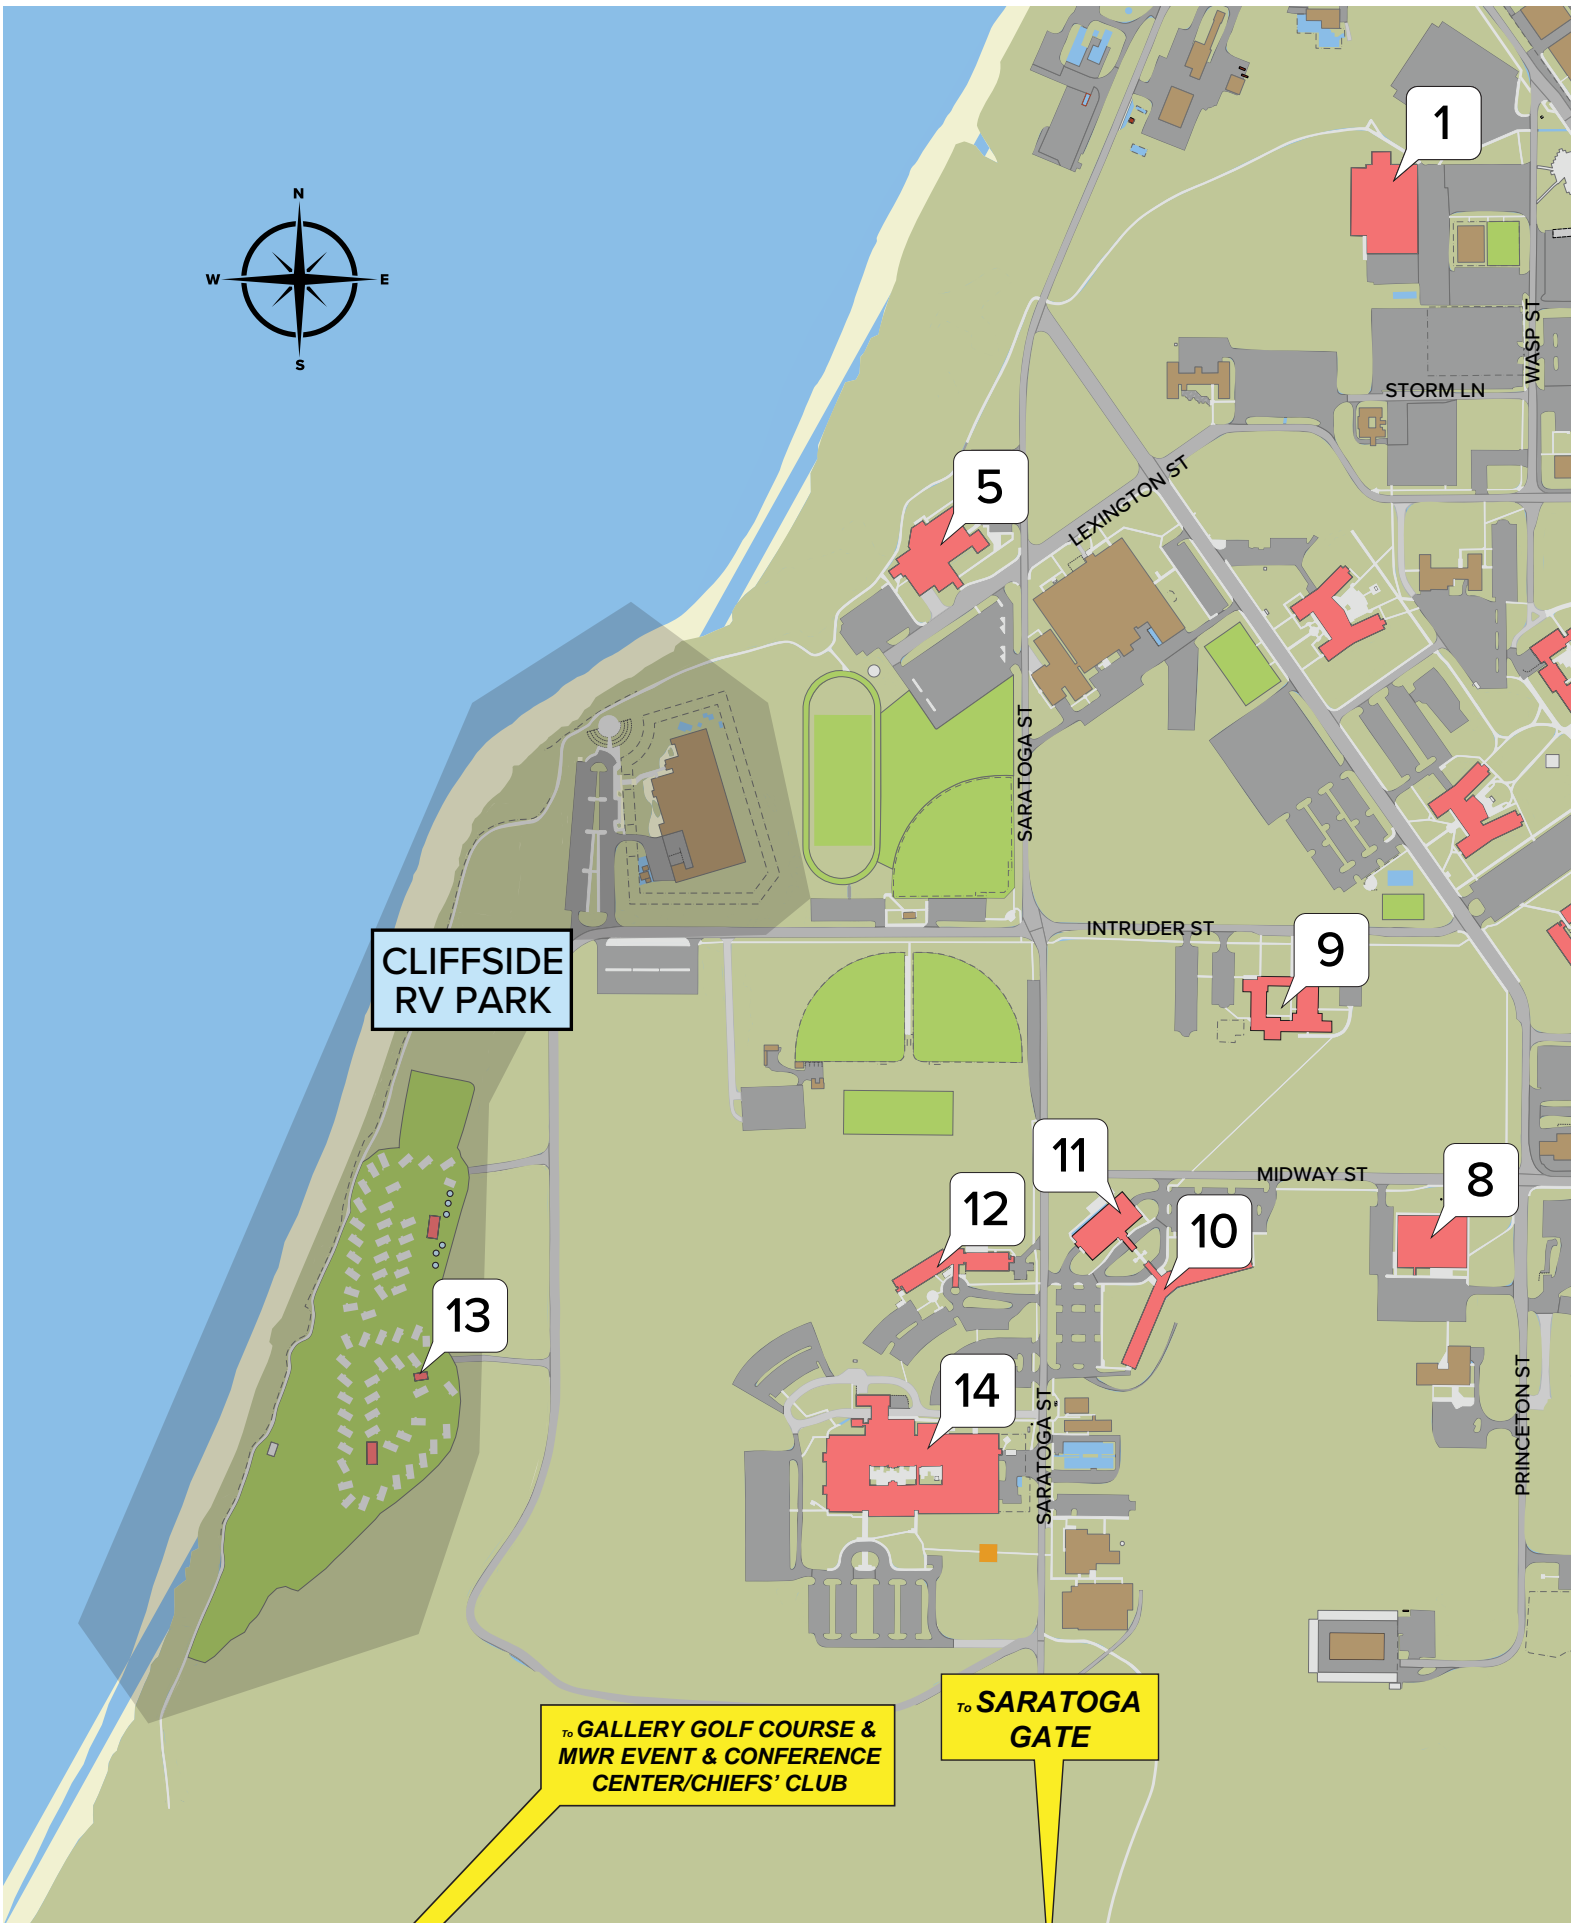 1
N
W
E
S
WASP ST
STORM LN
5
LEXINGTON ST
SARATOGA ST
INTRUDER ST
9
CLIFFSIDE
RV PARK
11
MIDWAY ST
8
12
10
13
14
SARATOGA ST
PRINCETON ST
To SARATOGA
GATE
To GALLERY GOLF COURSE &
MWR EVENT & CONFERENCE
CENTER/CHIEFS' CLUB